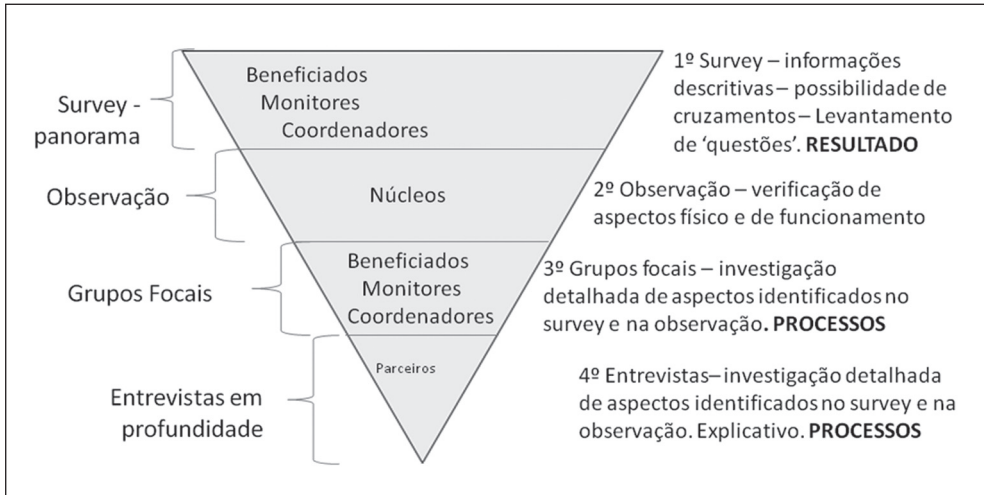 Survey -
panorama
Beneficiados
Monitores
Coordenadores
1º Survey – informações
descritivas – possibilidade de
cruzamentos – Levantamento
de ‘questões’. RESULTADO
Observação
Núcleos
2º Observação – verificação de
aspectos físico e de funcionamento
Grupos Focais
Beneficiados
Monitores
Coordenadores
3º Grupos focais – investigação
detalhada de aspectos identificados no
survey e na observação. PROCESSOS
Entrevistas em
profundidade
Parceiros
4º Entrevistas– investigação detalhada
de aspectos identificados no survey e na
observação. Explicativo. PROCESSOS